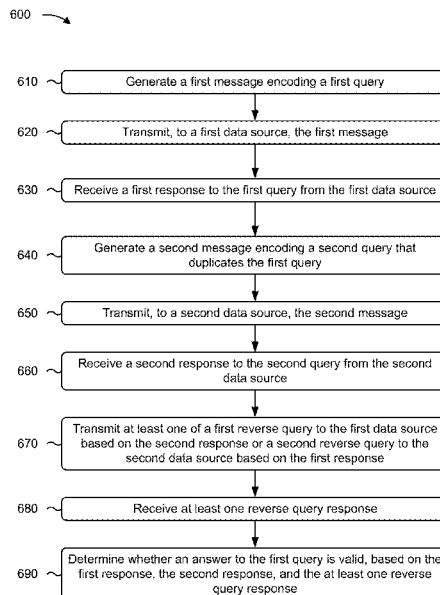 600
610
Generate a first message encoding a first query
620
Transmit, to a first data source, the first message
630
Receive a first response to the first query from the first data source
640
Generate a second message encoding a second query that
duplicates the first query
650
Transmit, to a second data source, the second message
660
Receive a second response to the second query from the second
data source
670
Transmit at least one of a first reverse query to the first data source
based on the second response or a second reverse query to the
second data source based on the first response
680
Receive at least one reverse query response
690
Determine whether an answer to the first query is valid, based on the
first response, the second response, and the at least one reverse
query response